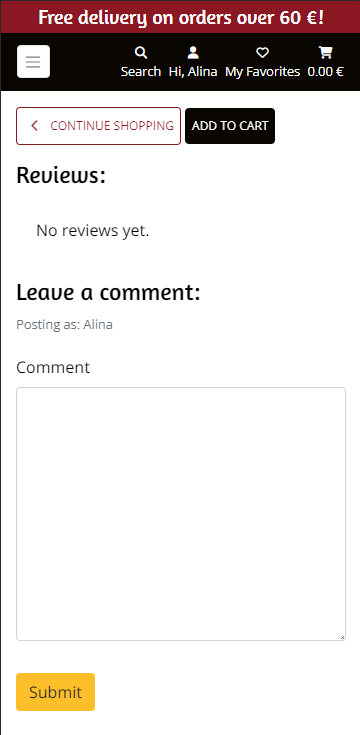 Free delivery on orders over 60 €!
Search Hi, Alina My Favorites 0.00 €
CONTINUE SHOPPING ADD TO CART
Reviews:
No reviews yet.
Leave a comment:
Posting as: Alina
Comment
Submit